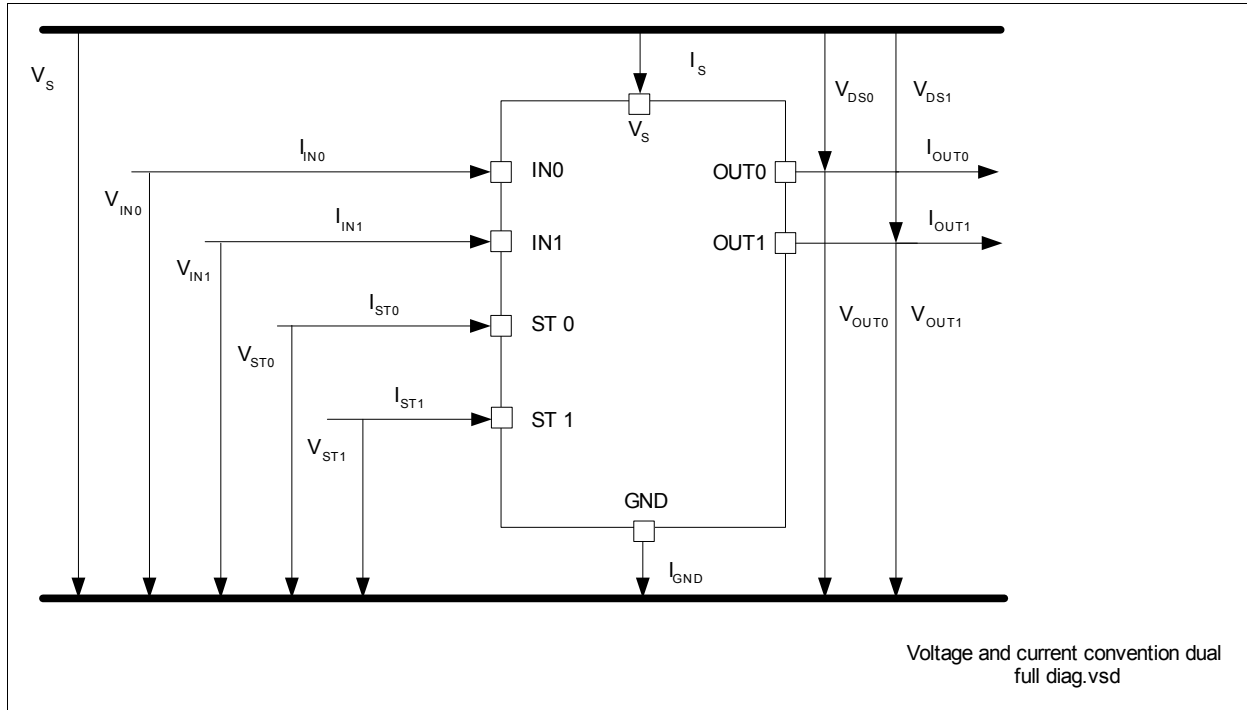 V_S
I_S
V_DS0
V_DS1
V_S
I_IN0
IN0
OUT0
I_OUT0
V_IN0
I_IN1
IN1
OUT1
I_OUT1
V_IN1
I_ST0
ST 0
V_OUT0
V_OUT1
V_ST0
I_ST1
ST 1
V_ST1
GND
I_GND
Voltage and current convention dual
full diag.vsd